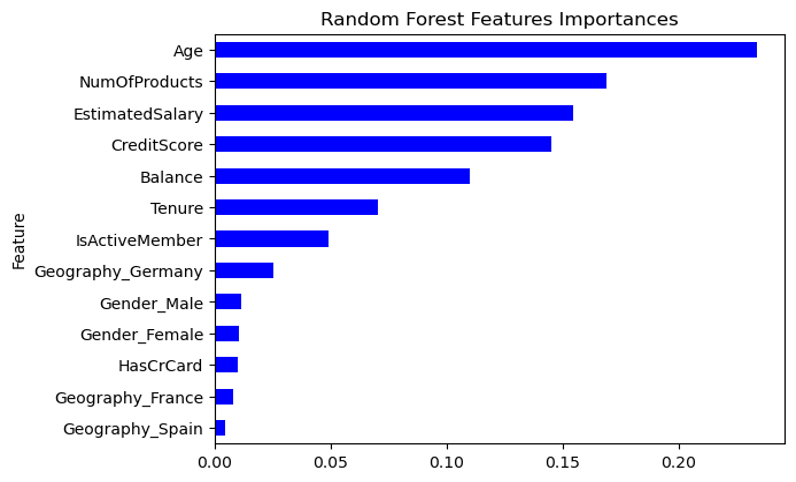 Random Forest Features Importances
Feature
Age
NumOfProducts
EstimatedSalary
CreditScore
Balance
Tenure
IsActiveMember
Geography_Germany
Gender_Male
Gender_Female
HasCrCard
Geography_France
Geography_Spain
0.00 0.05 0.10 0.15 0.20